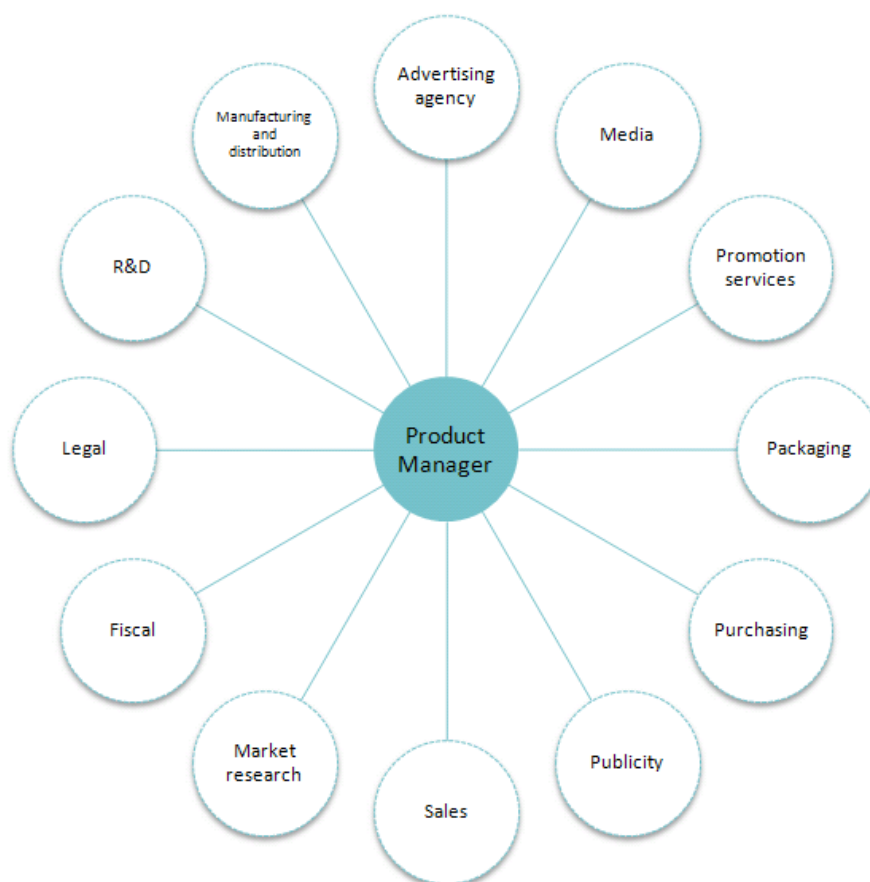 Advertising
agency
Media
Promotion
services
Packaging
Purchasing
Publicity
Sales
Market
research
Fiscal
Legal
R&D
Manufacturing
and
distribution
Product
Manager